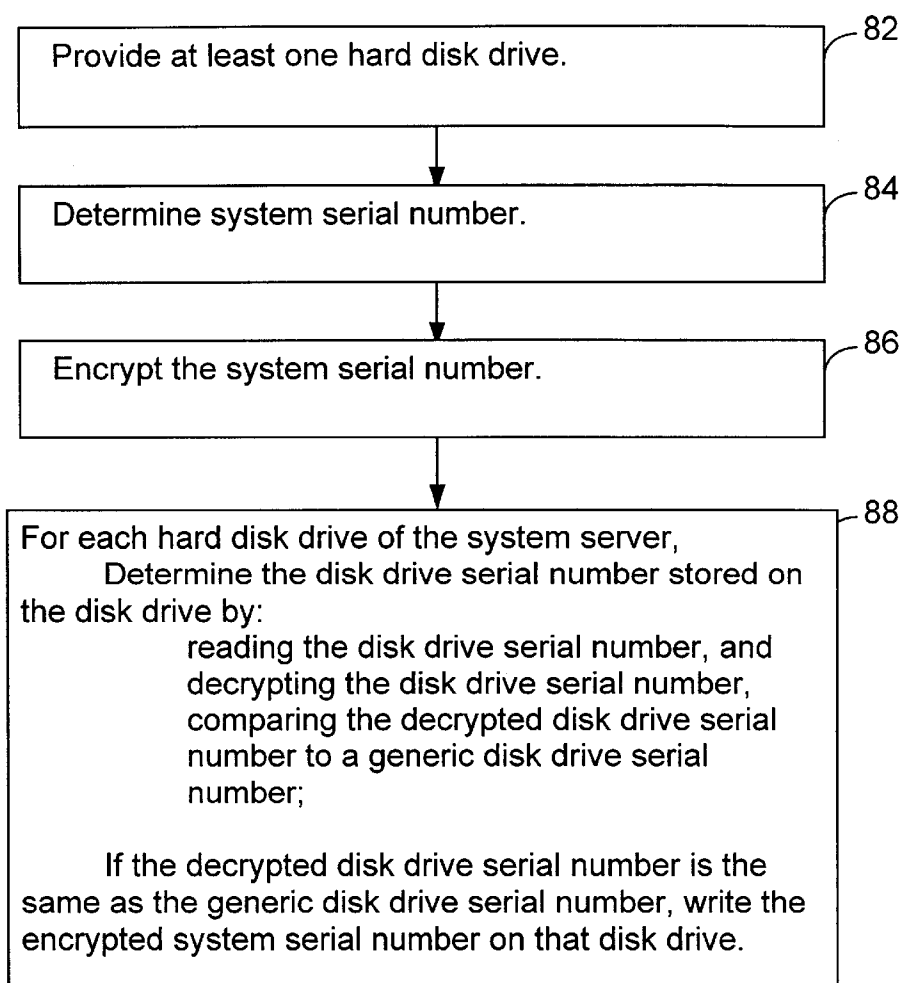 82
Provide at least one hard disk drive.
84
Determine system serial number.
86
Encrypt the system serial number.
88
For each hard disk drive of the system server,
Determine the disk drive serial number stored on
the disk drive by:
reading the disk drive serial number, and
decrypting the disk drive serial number,
comparing the decrypted disk drive serial
number to a generic disk drive serial
number;
If the decrypted disk drive serial number is the
same as the generic disk drive serial number, write the
encrypted system serial number on that disk drive.